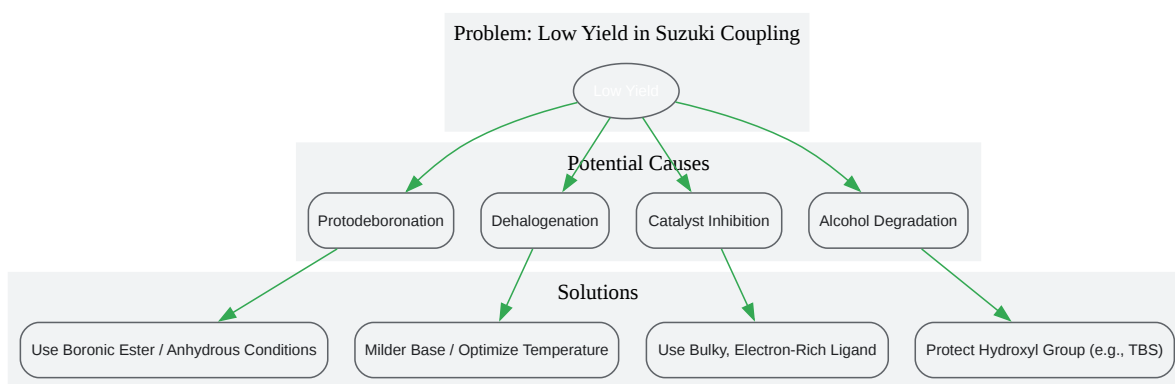 Problem: Low Yield in Suzuki Coupling
Low Yield
Potential Causes
Protodeboronation
Dehalogenation
Catalyst Inhibition
Alcohol Degradation
Solutions
Use Boronic Ester / Anhydrous Conditions
Milder Base / Optimize Temperature
Use Bulky, Electron-Rich Ligand
Protect Hydroxyl Group (e.g., TBS)